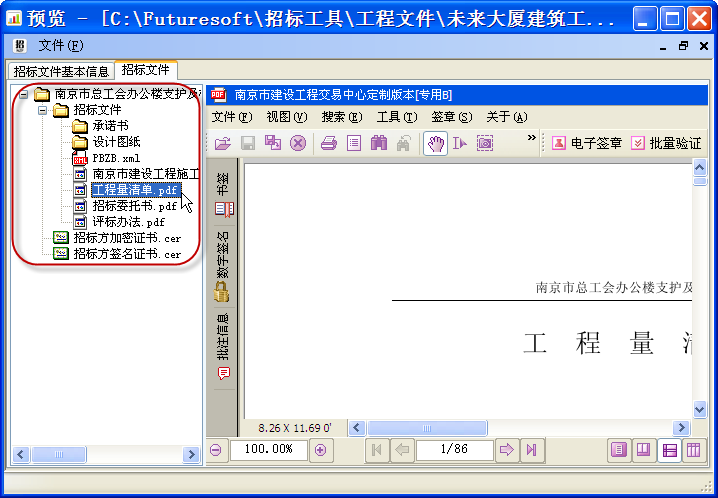 预览 - [C:\Futuresoft\招标工具\工程文件\未来大厦建筑工...
文件(F)
招标文件基本信息 招标文件
南京市总工会办公楼支护及
招标文件
承诺书
设计图纸
PBZB.xml
南京市建设工程施工
工程量清单.pdf
招标委托书.pdf
评标办法.pdf
招标方加密证书.cer
招标方签名证书.cer
PDF 南京市建设工程交易中心定制版本[专用B]
文件(F) 视图(V) 搜索(E) 工具(T) 签章(S) 关于(A)
» 电子签章 批量验证
书签
数字签名
批注信息
南京市总工会办公楼支护及
工 程 量 清
8.26 X 11.69 0'
100.00% 1/86